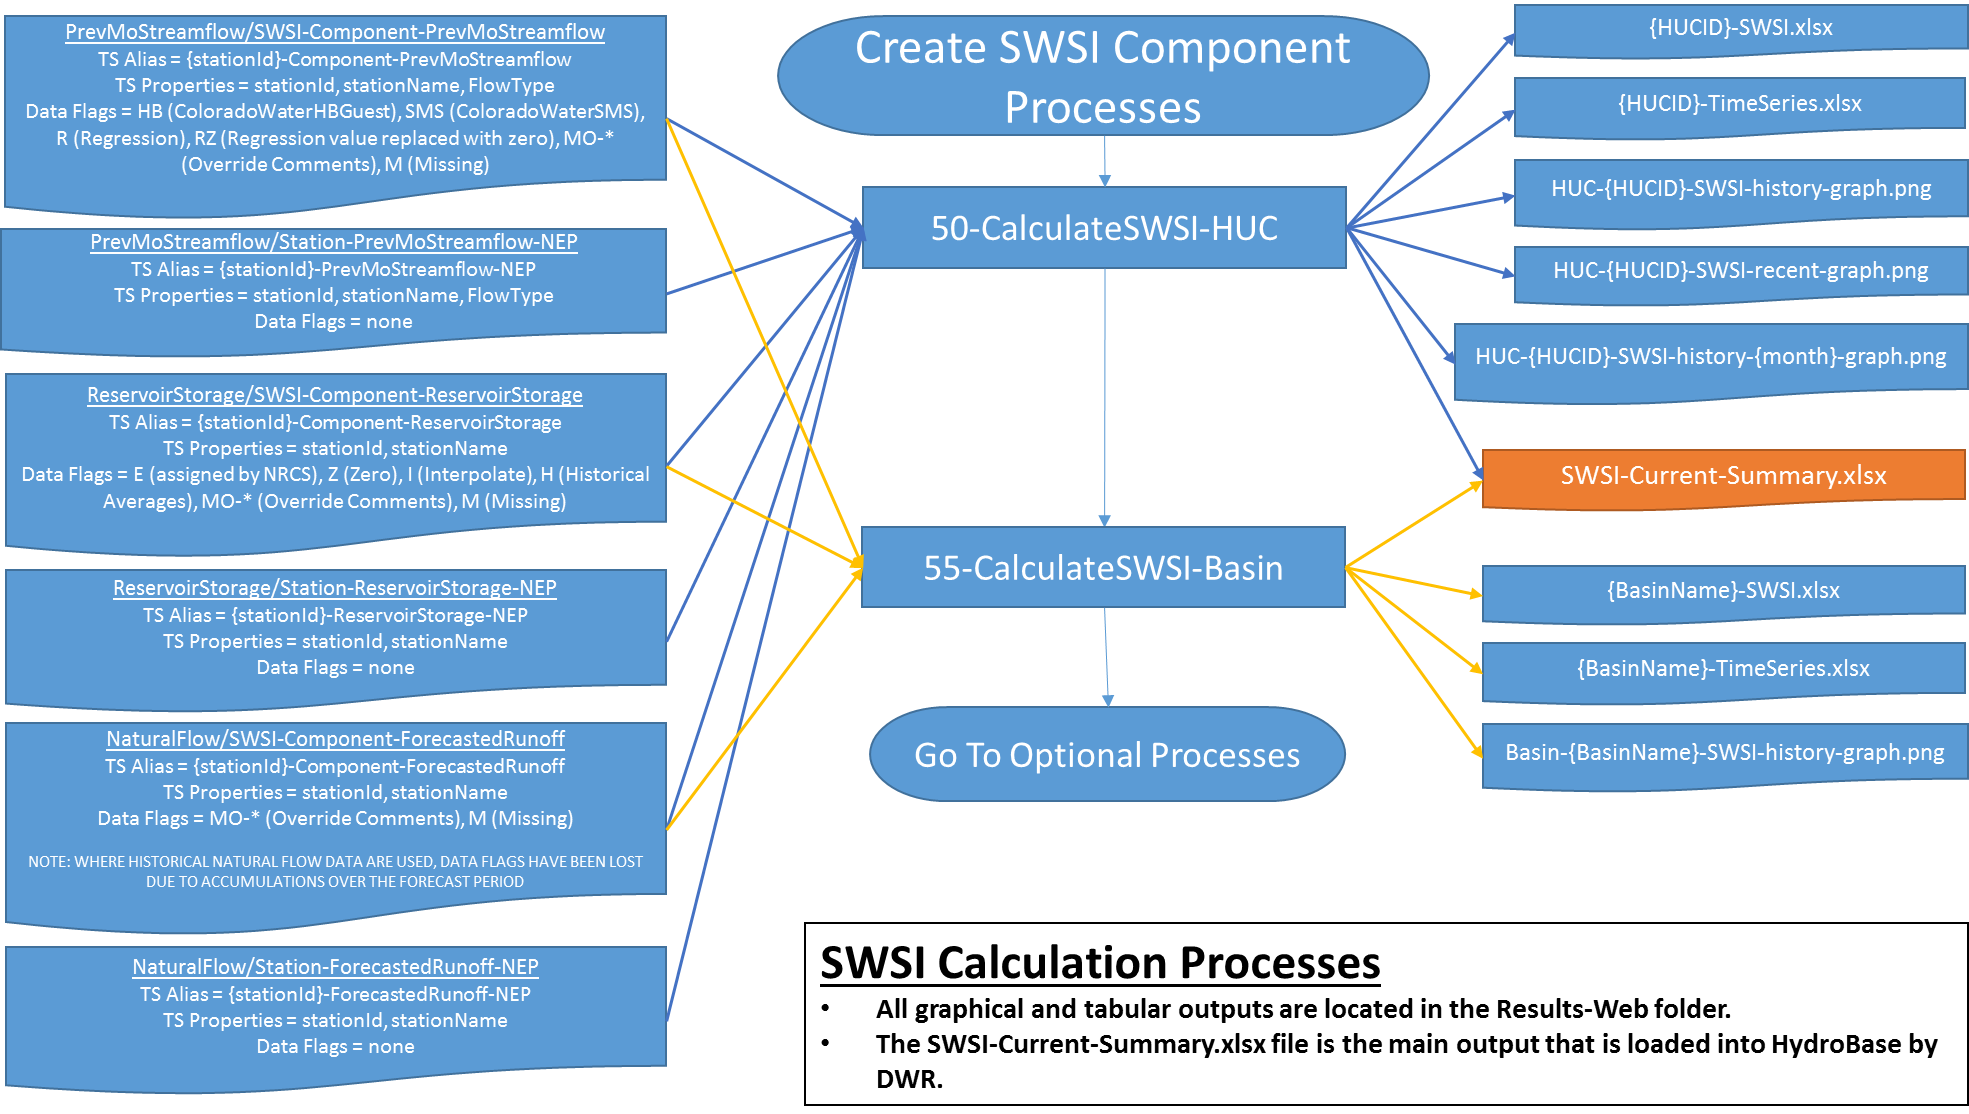 PrevMoStreamflow/SWSI-Component-PrevMoStreamflow
TS Alias = {stationId}-Component-PrevMoStreamflow
TS Properties = stationId, stationName, FlowType
Data Flags = HB (ColoradoWaterHBGuest), SMS (ColoradoWaterSMS),
R (Regression), RZ (Regression value replaced with zero), MO-*
(Override Comments), M (Missing)
PrevMoStreamflow/Station-PrevMoStreamflow-NEP
TS Alias = {stationId}-PrevMoStreamflow-NEP
TS Properties = stationId, stationName, FlowType
Data Flags = none
ReservoirStorage/SWSI-Component-ReservoirStorage
TS Alias = {stationId}-Component-ReservoirStorage
TS Properties = stationId, stationName
Data Flags = E (assigned by NRCS), Z (Zero), I (Interpolate), H (Historical
Averages), MO-* (Override Comments), M (Missing)
ReservoirStorage/Station-ReservoirStorage-NEP
TS Alias = {stationId}-ReservoirStorage-NEP
TS Properties = stationId, stationName
Data Flags = none
NaturalFlow/SWSI-Component-ForecastedRunoff
TS Alias = {stationId}-Component-ForecastedRunoff
TS Properties = stationId, stationName
Data Flags = MO-* (Override Comments), M (Missing)
NOTE: WHERE HISTORICAL NATURAL FLOW DATA ARE USED, DATA FLAGS HAVE BEEN LOST
DUE TO ACCUMULATIONS OVER THE FORECAST PERIOD
NaturalFlow/Station-ForecastedRunoff-NEP
TS Alias = {stationId}-ForecastedRunoff-NEP
TS Properties = stationId, stationName
Data Flags = none
Create SWSI Component
Processes
50-CalculateSWSI-HUC
55-CalculateSWSI-Basin
Go To Optional Processes
{HUCID}-SWSI.xlsx
{HUCID}-TimeSeries.xlsx
HUC-{HUCID}-SWSI-history-graph.png
HUC-{HUCID}-SWSI-recent-graph.png
HUC-{HUCID}-SWSI-history-{month}-graph.png
SWSI-Current-Summary.xlsx
{BasinName}-SWSI.xlsx
{BasinName}-TimeSeries.xlsx
Basin-{BasinName}-SWSI-history-graph.png
SWSI Calculation Processes
• All graphical and tabular outputs are located in the Results-Web folder.
• The SWSI-Current-Summary.xlsx file is the main output that is loaded into HydroBase by
DWR.